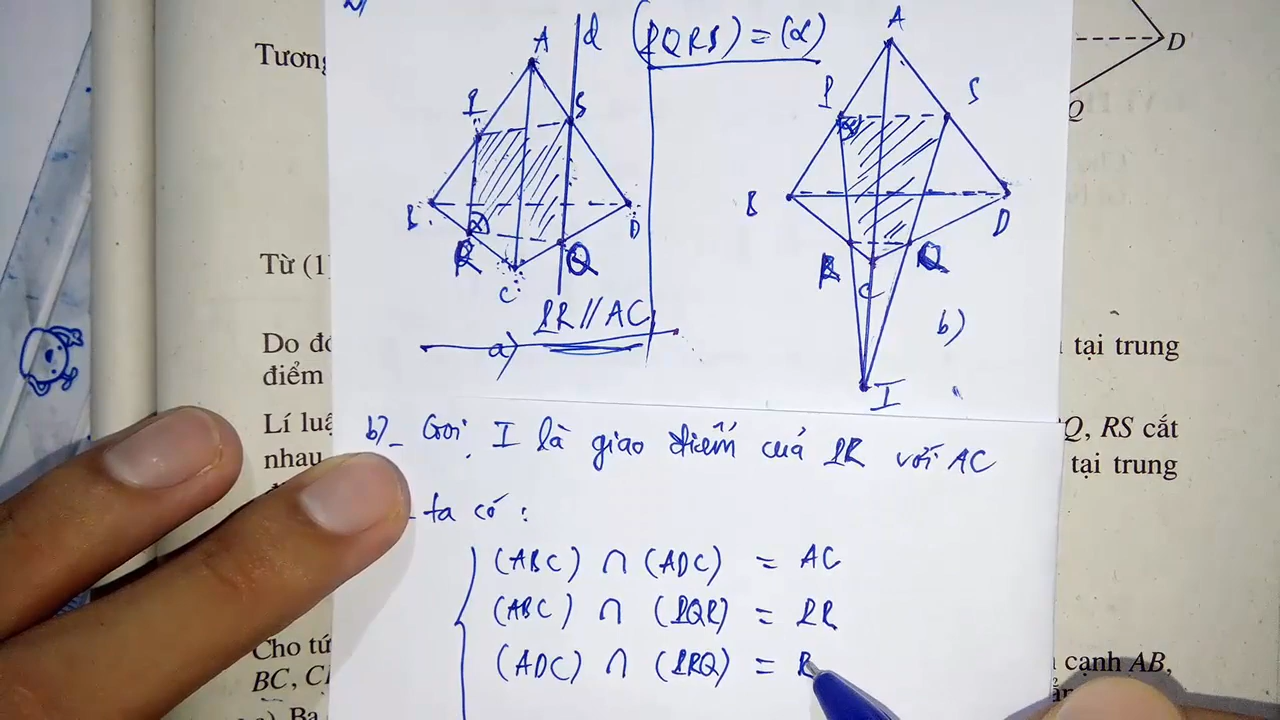 Tương
Từ (1
Do đó
điểm
Lí luậ
nhau
Cho tứ
BC, C
a) Ba
D
Q
tại trung
Q, RS cắt
tại trung
cạnh AB,
A
d
(PQRS) = (α)
P
S
B
D
R
Q
C
PR // AC
a)
A
P
S
B
D
R
Q
C
b)
I
b) - Gọi I là giao điểm của PR với AC
- ta có :
(ABC) ∩ (ADC) = AC
(ABC) ∩ (PQR) = PR
(ADC) ∩ (PRQ) =